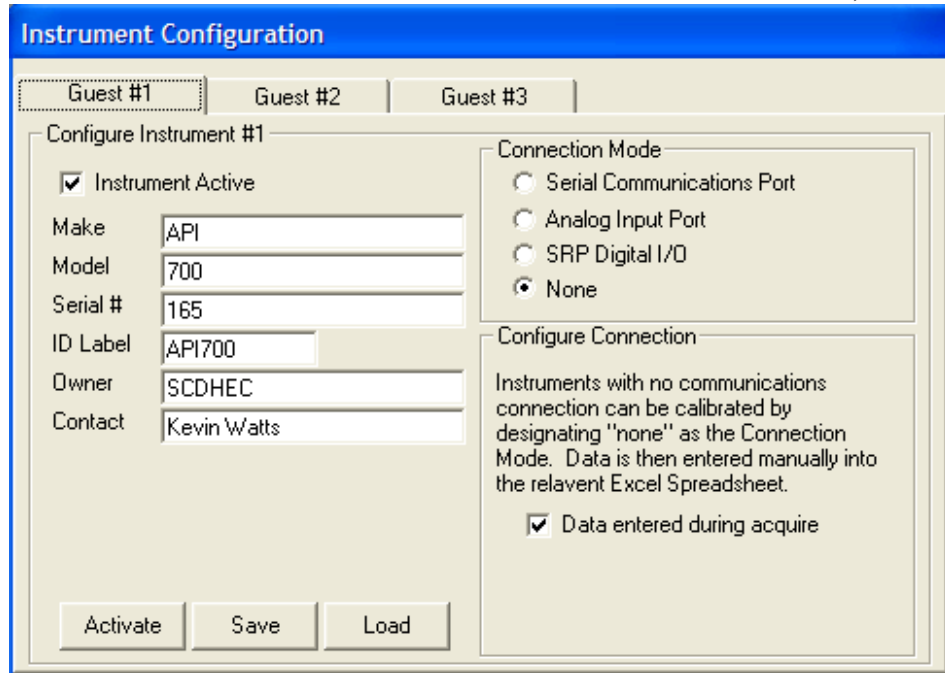 Instrument Configuration
Guest #1
Guest #2
Guest #3
Configure Instrument #1
Instrument Active
Make API
Model 700
Serial # 165
ID Label API700
Owner SCDHEC
Contact Kevin Watts
Activate
Save
Load
Connection Mode
Serial Communications Port
Analog Input Port
SRP Digital I/O
None
Configure Connection
Instruments with no communications
connection can be calibrated by
designating "none" as the Connection
Mode. Data is then entered manually into
the relavent Excel Spreadsheet.
Data entered during acquire